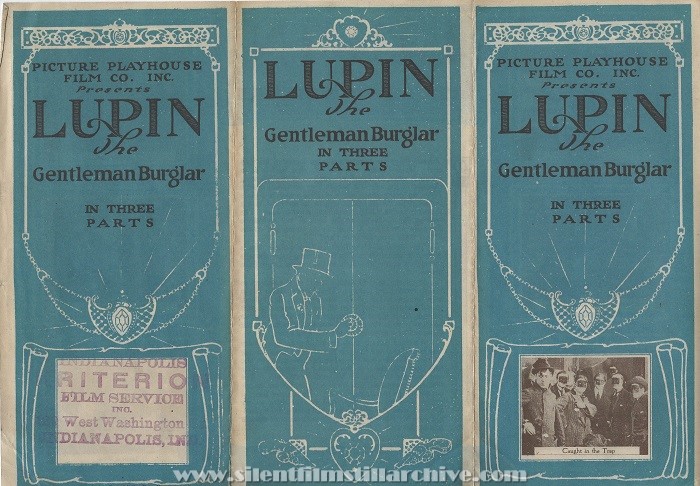 PICTURE PLAYHOUSE
FILM CO. INC.
Presents
LUPIN
The
Gentleman Burglar
IN THREE
PARTS
INDIANAPOLIS
RITERIO
FILM SERVICE
INC.
West Washington
INDIANAPOLIS, IND.
LUPIN
The
Gentleman Burglar
IN THREE
PARTS
PICTURE PLAYHOUSE
FILM CO. INC.
Presents
LUPIN
The
Gentleman Burglar
IN THREE
PARTS
Caught in the Trap
www.silentfilmstillarchive.com